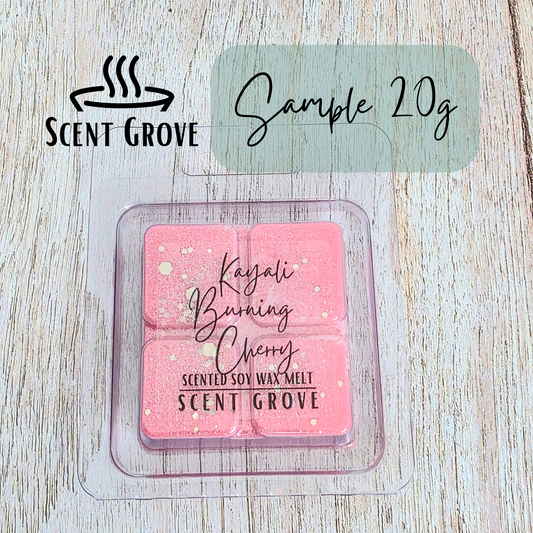 SCENT GROVE
Sample 20g
Kayali
Burning
Cherry
SCENTED SOY WAX MELT
SCENT GROVE